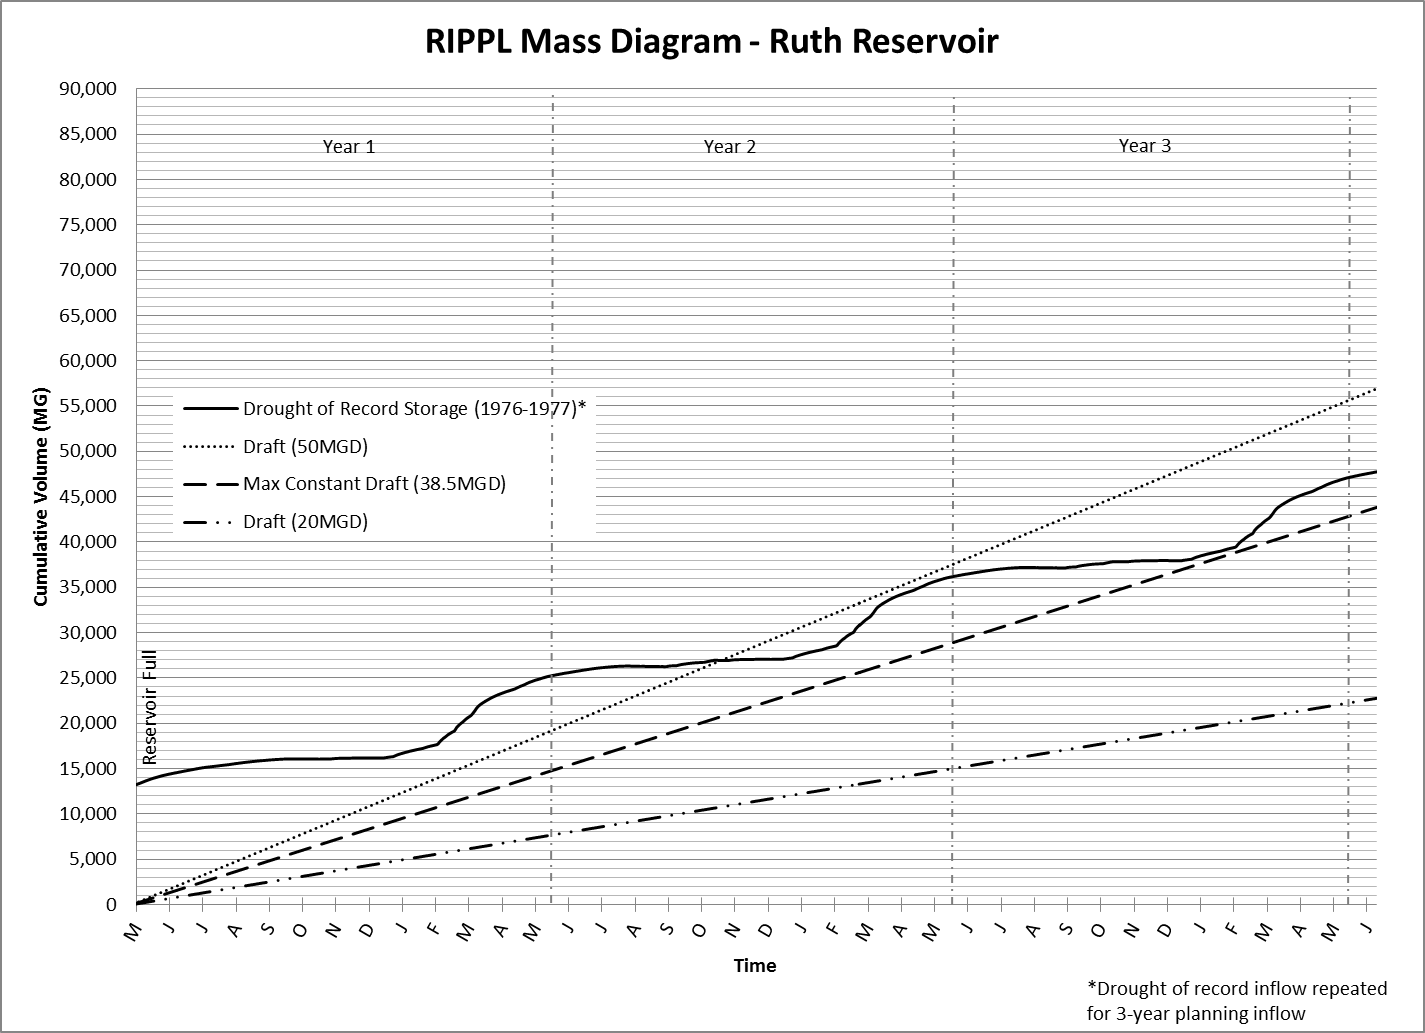 RIPPL Mass Diagram - Ruth Reservoir
90,000
85,000
80,000
75,000
70,000
65,000
60,000
55,000
50,000
45,000
40,000
35,000
30,000
25,000
20,000
15,000
10,000
5,000
0
Cumulative Volume (MG)
Year 1
Year 2
Year 3
Drought of Record Storage (1976-1977)*
Draft (50MGD)
Max Constant Draft (38.5MGD)
Draft (20MGD)
Reservoir Full
M J J A S O N D J F M A M J J A S O N D J F M A M J J A S O N D J F M A M J
Time
*Drought of record inflow repeated
for 3-year planning inflow